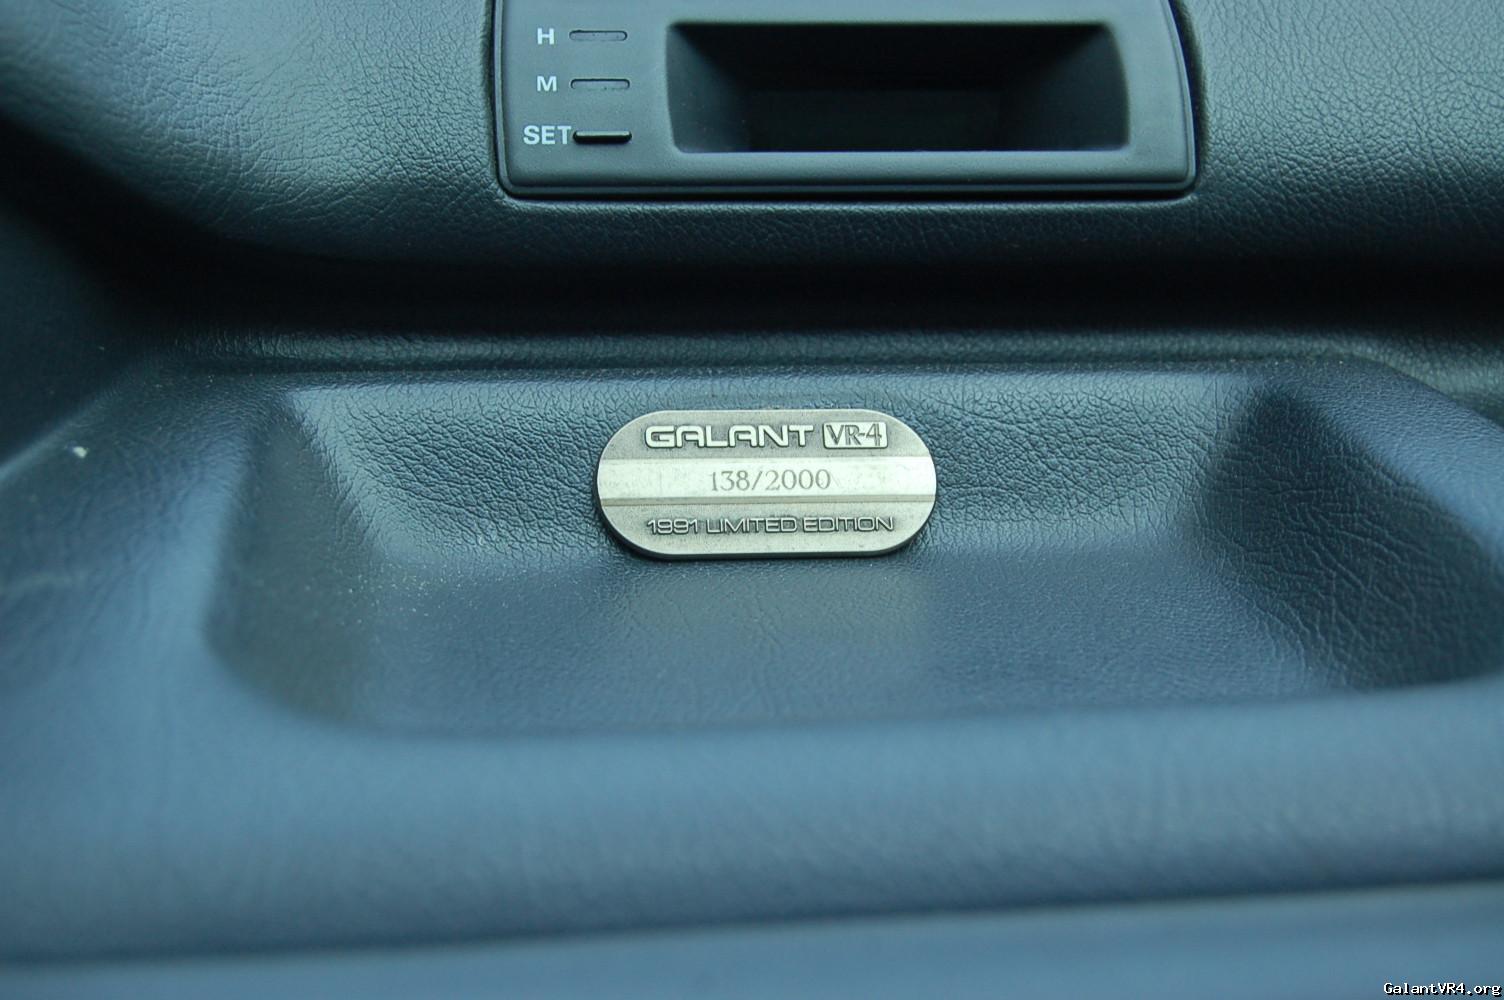 H
M
SET
GALANT VR-4
138/2000
1991 LIMITED EDITION
GalantVR4.org